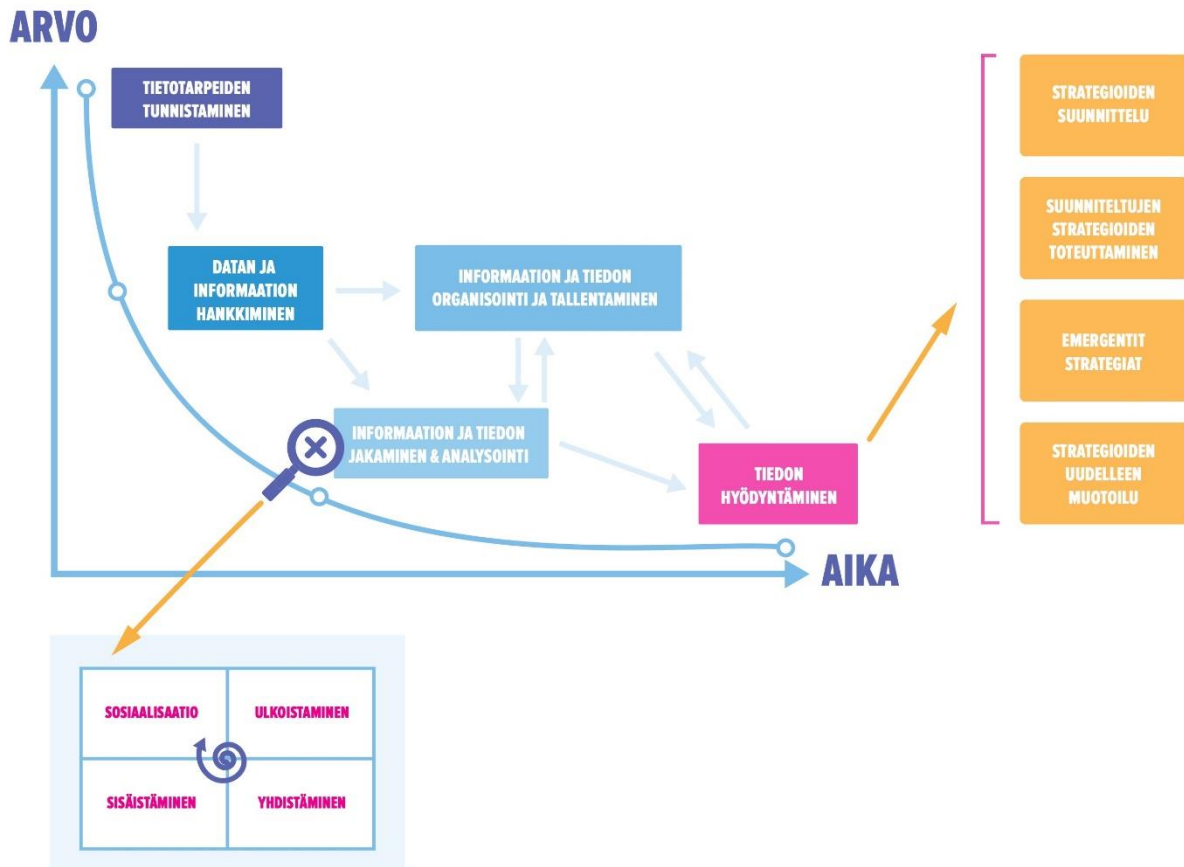 ARVO
TIETOTARPEIDEN
TUNNISTAMINEN
DATAN JA
INFORMAATION
HANKKIMINEN
INFORMAATION JA TIEDON
ORGANISOINTI JA TALLENTAMINEN
INFORMAATION JA TIEDON
JAKAMINEN & ANALYSOINTI
TIEDON
HYÖDYNTÄMINEN
AIKA
STRATEGIOIDEN
SUUNNITTELU
SUUNNITELTUJEN
STRATEGIOIDEN
TOTEUTTAMINEN
EMERGENTIT
STRATEGIAT
STRATEGIOIDEN
UUDELLEEN
MUOTOILU
SOSIAALISAATIO
ULKOISTAMINEN
SISÄISTÄMINEN
YHDISTÄMINEN